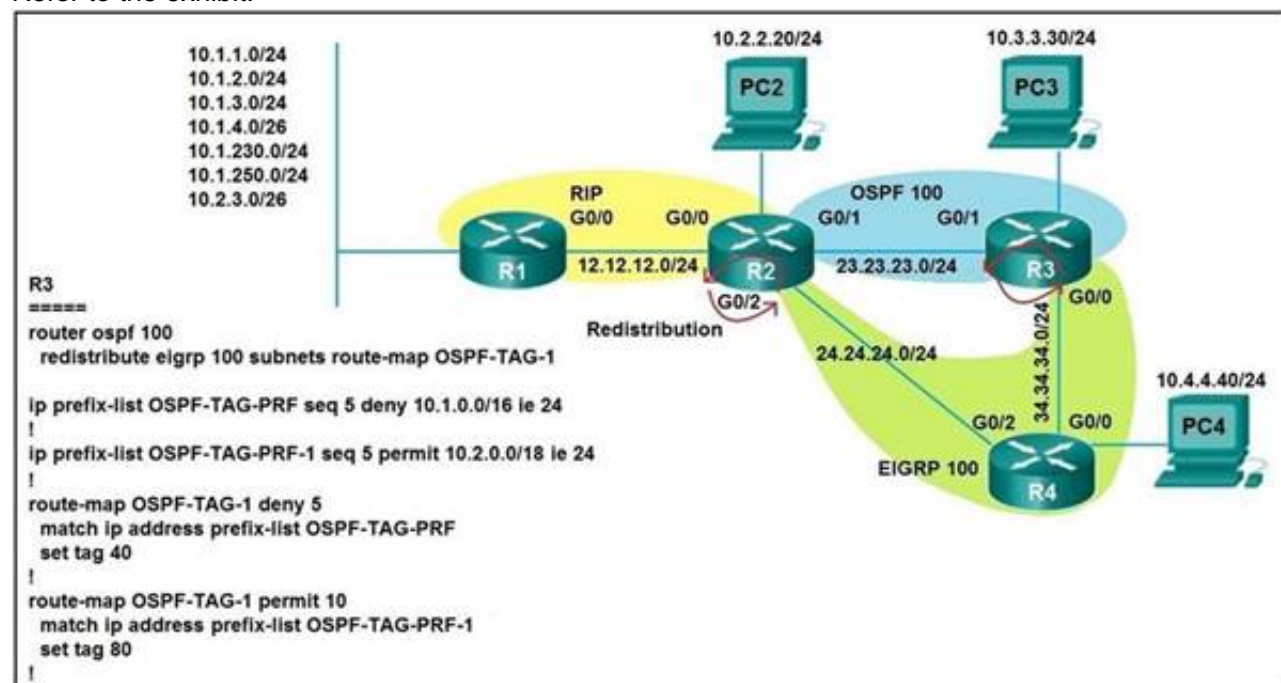 Refer to the exhibit.
10.1.1.0/24
10.1.2.0/24
10.1.3.0/24
10.1.4.0/26
10.1.230.0/24
10.1.250.0/24
10.2.3.0/26
10.2.2.20/24
10.3.3.30/24
PC2
PC3
RIP
OSPF 100
G0/0
G0/0
G0/1
G0/1
R1
12.12.12.0/24
R2
23.23.23.0/24
R3
G0/2
G0/0
Redistribution
24.24.24.0/24
34.34.34.0/24
10.4.4.40/24
G0/2
G0/0
PC4
EIGRP 100
R4
R3
=====
router ospf 100
redistribute eigrp 100 subnets route-map OSPF-TAG-1
ip prefix-list OSPF-TAG-PRF seq 5 deny 10.1.0.0/16 ie 24
!
ip prefix-list OSPF-TAG-PRF-1 seq 5 permit 10.2.0.0/18 ie 24
!
route-map OSPF-TAG-1 deny 5
match ip address prefix-list OSPF-TAG-PRF
set tag 40
!
route-map OSPF-TAG-1 permit 10
match ip address prefix-list OSPF-TAG-PRF-1
set tag 80
!